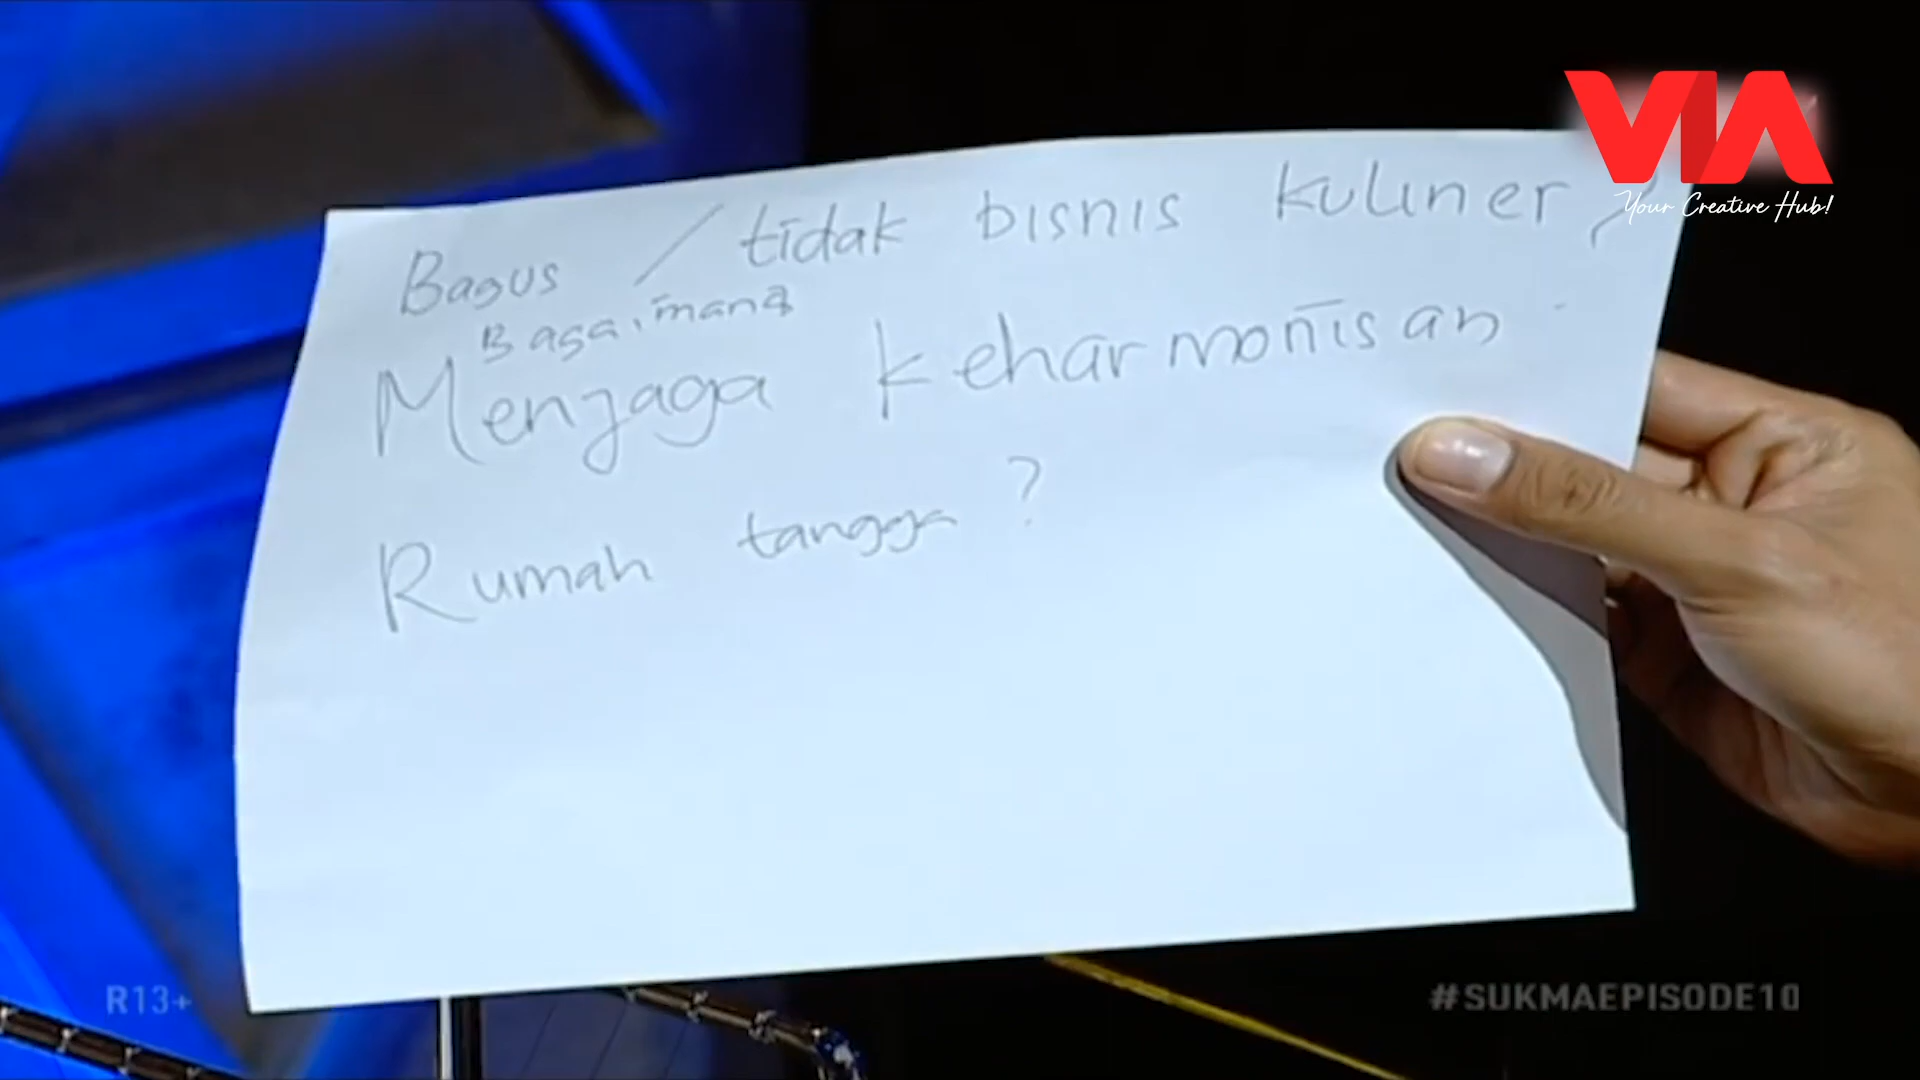 VIA
Your Creative Hub!
Bagus / tidak bisnis kuliner ?
Bagaimana
Menjaga keharmonisan
Rumah tangga ?
R13+
#SUKMAEPISODE10